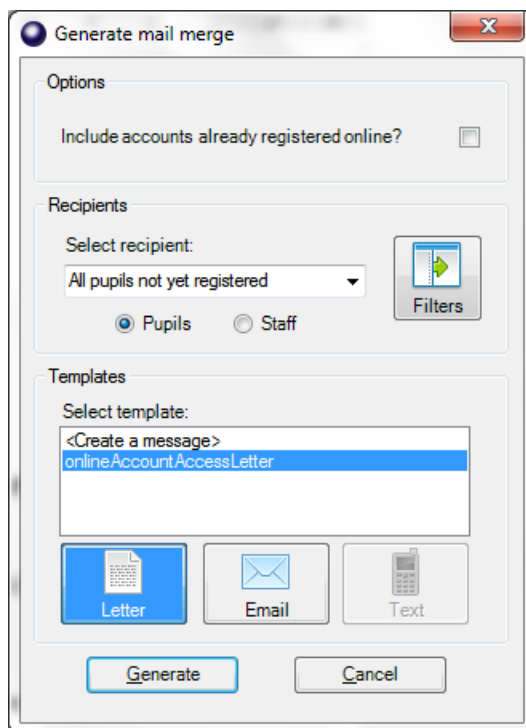 Generate mail merge
Options
Include accounts already registered online?
Recipients
Select recipient:
All pupils not yet registered
Filters
Pupils Staff
Templates
Select template:
<Create a message>
onlineAccountAccessLetter
Letter Email Text
Generate Cancel